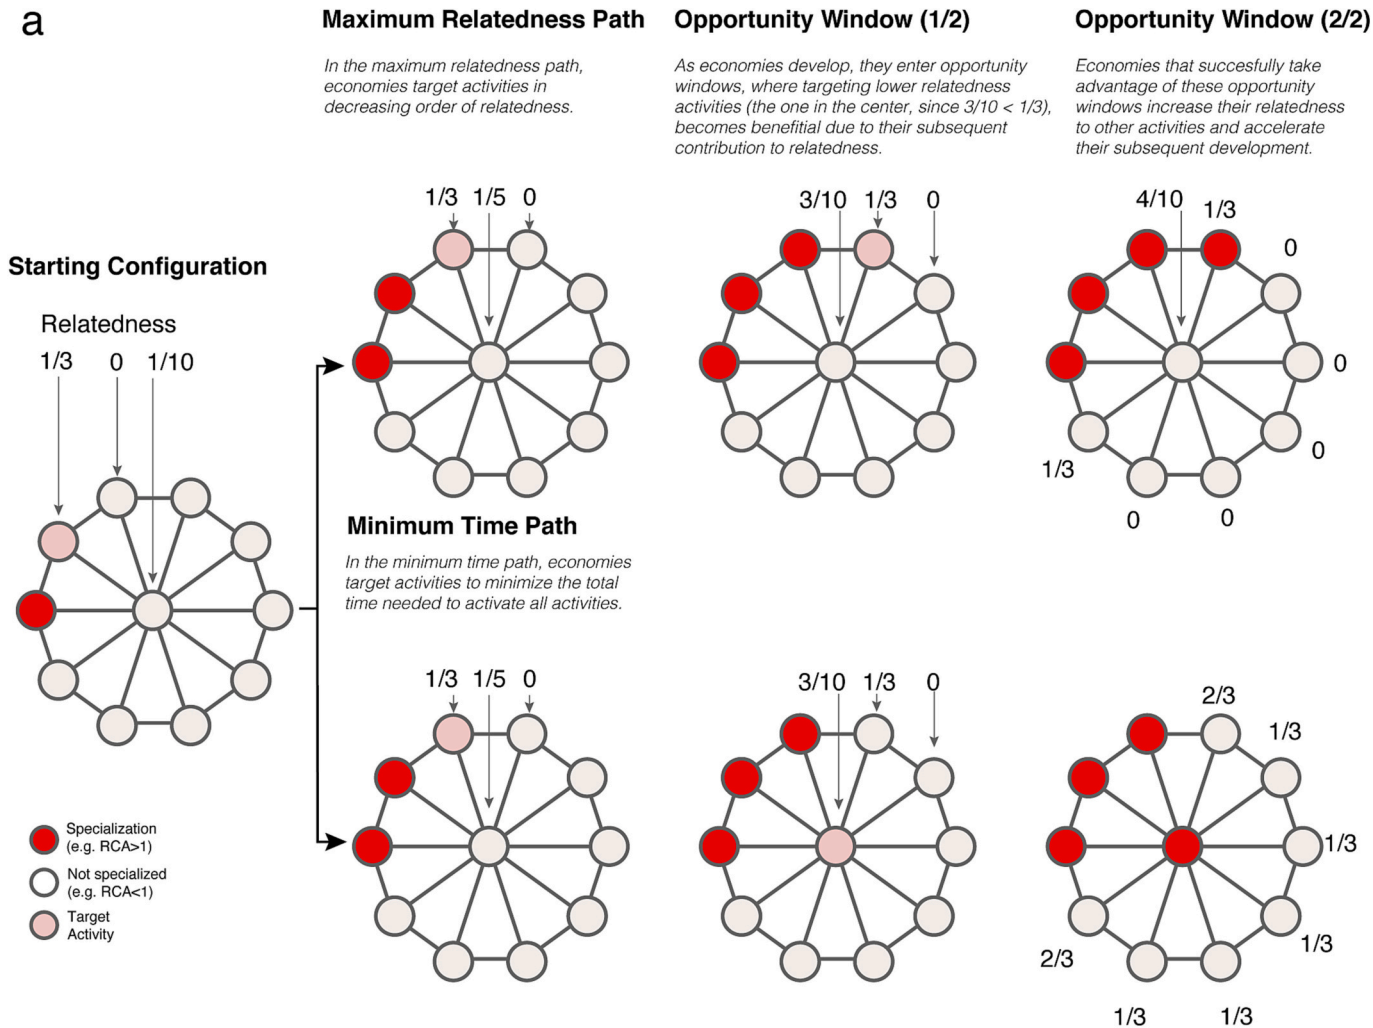 a
Maximum Relatedness Path
In the maximum relatedness path,
economies target activities in
decreasing order of relatedness.
Opportunity Window (1/2)
As economies develop, they enter opportunity
windows, where targeting lower relatedness
activities (the one in the center, since 3/10 < 1/3),
becomes benefitial due to their subsequent
contribution to relatedness.
Opportunity Window (2/2)
Economies that succesfully take
advantage of these opportunity
windows increase their relatedness
to other activities and accelerate
their subsequent development.
Starting Configuration
Relatedness
1/3 0 1/10
1/3 1/5 0
3/10 1/3 0
4/10 1/3
0
0
0
1/3
0 0
Minimum Time Path
In the minimum time path, economies
target activities to minimize the total
time needed to activate all activities.
1/3 1/5 0
3/10 1/3 0
2/3
1/3
1/3
1/3
2/3
1/3 1/3
Specialization
(e.g. RCA>1)
Not specialized
(e.g. RCA<1)
Target
Activity